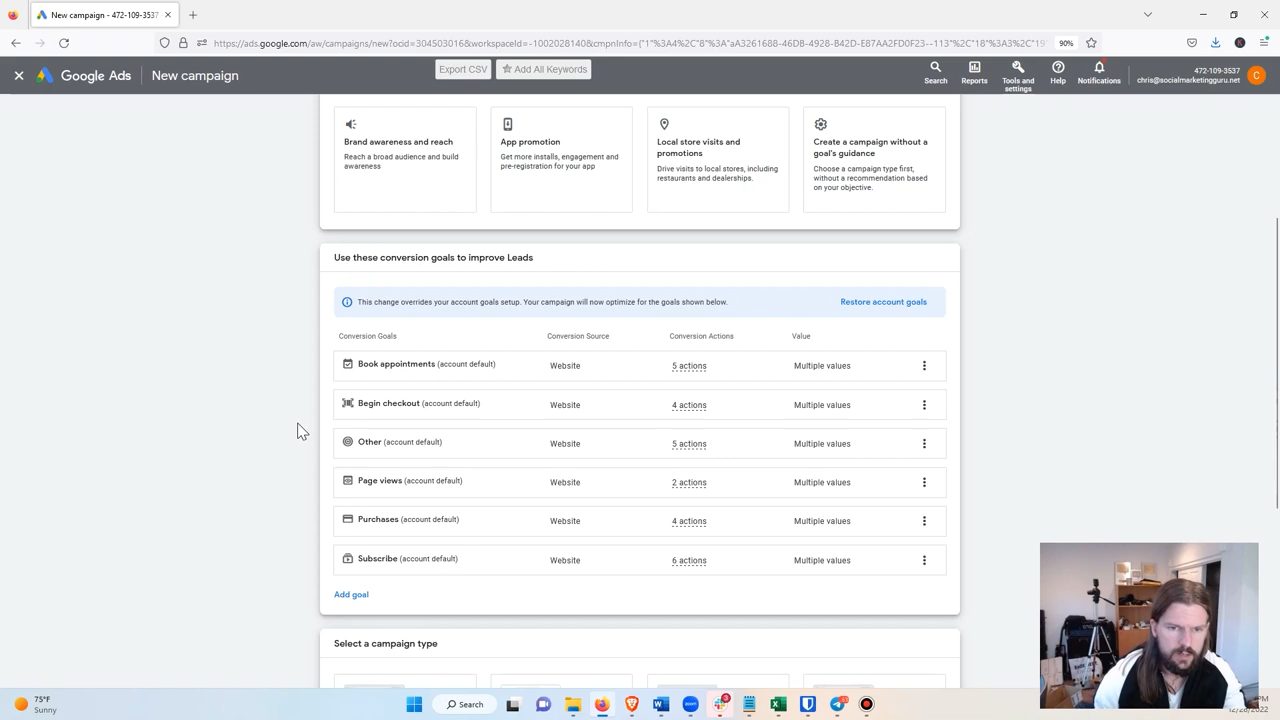 New campaign - 472-109-3537
https://ads.google.com/aw/campaigns/new?ocid=304503016&workspaceid=-
90%
Google Ads
New campaign
Export CSV
Add All Keywords
Search
Reports
Tools and settings
Help
Notifications
472-109-3537
chris@socialmarketingguru.net
C
Brand awareness and reach
Reach a broad audience and build
awareness
App promotion
Get more installs, engagement and
pre-registration for your app
Local store visits and
promotions
Drive visits to local stores, including
restaurants and dealerships.
Create a campaign without a
goal's guidance
Choose a campaign type first,
without a recommendation based
on your objective.
Use these conversion goals to improve Leads
This change overrides your account goals setup. Your campaign will now optimize for the goals shown below.
Restore account goals
Conversion Goals Conversion Source Conversion Actions Value
Book appointments (account default) Website 5 actions Multiple values
Begin checkout (account default) Website 4 actions Multiple values
Other (account default) Website 5 actions Multiple values
Page views (account default) Website 2 actions Multiple values
Purchases (account default) Website 4 actions Multiple values
Subscribe (account default) Website 6 actions Multiple values
Add goal
Select a campaign type
75°F
Sunny
Search